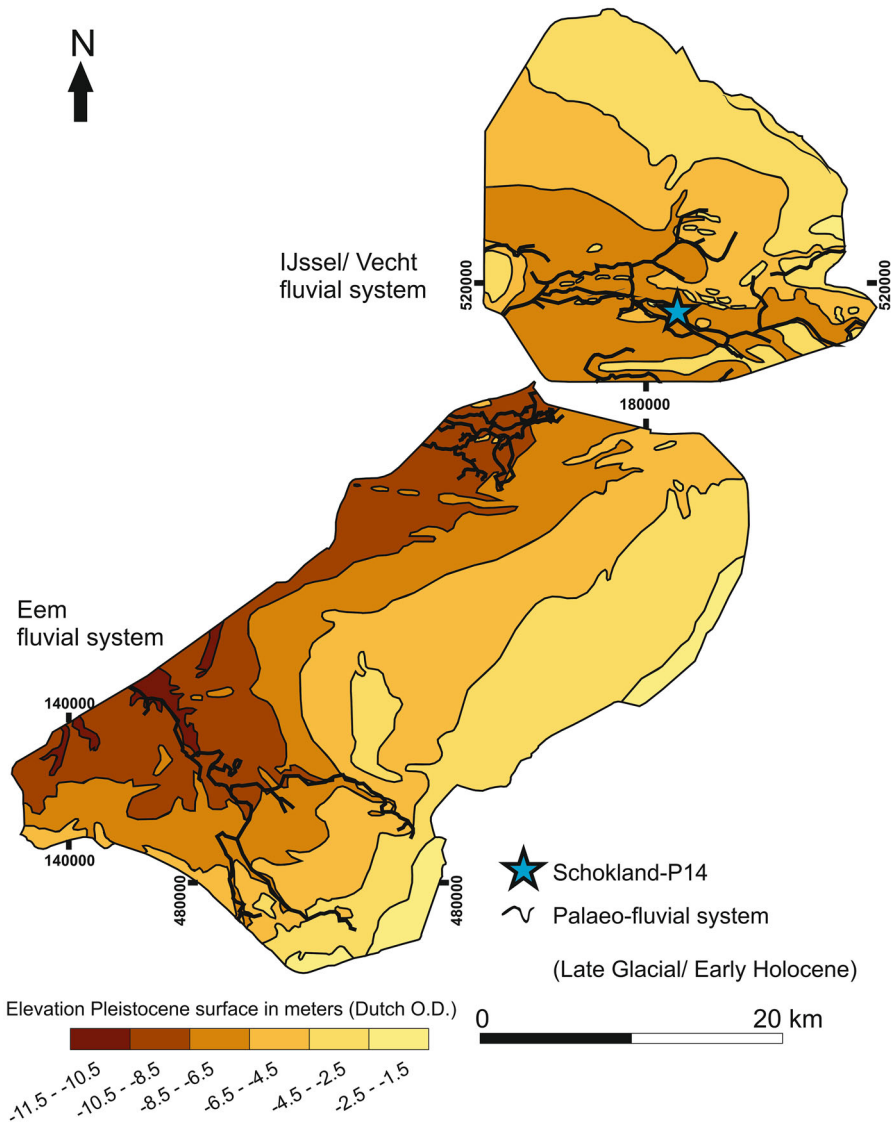 N
IJssel/ Vecht
fluvial system
520000
520000
180000
Eem
fluvial system
140000
140000
480000
480000
Schokland-P14
Palaeo-fluvial system
(Late Glacial/ Early Holocene)
Elevation Pleistocene surface in meters (Dutch O.D.)
-11.5 - -10.5
-10.5 - -8.5
-8.5 - -6.5
-6.5 - -4.5
-4.5 - -2.5
-2.5 - -1.5
0
20 km